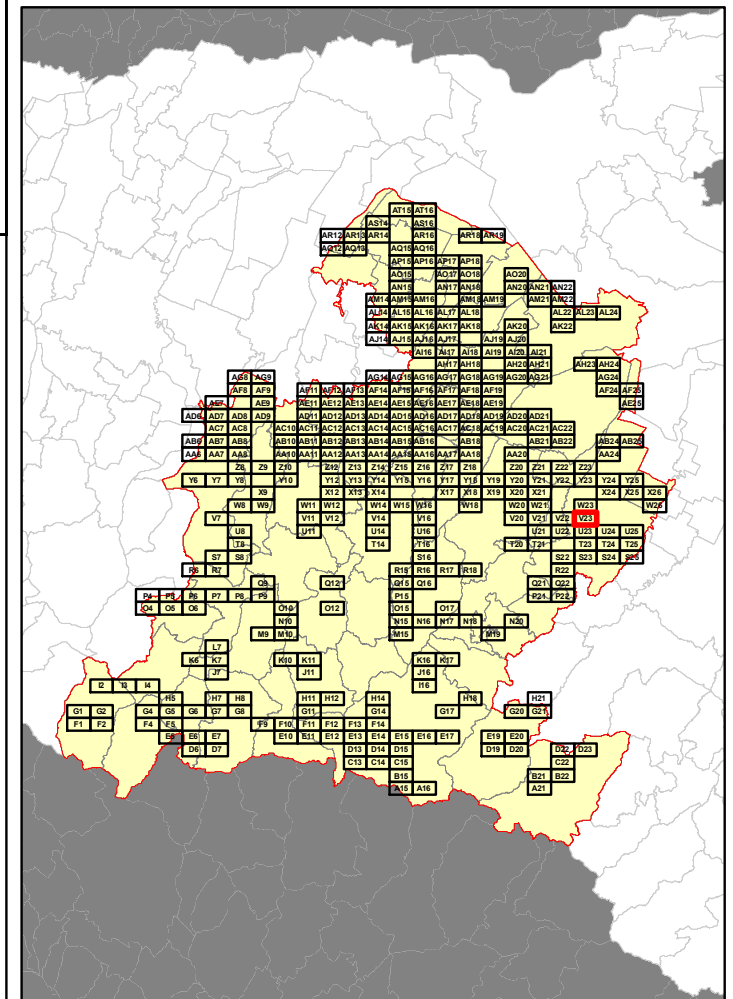 AT15 AT16
AS14 AS16
AR12 AR13 AR14 AR16 AR18 AR19
AQ12 AQ13 AQ15 AQ16
AP15 AP16 AP17 AP18
AO15 AO17 AO18 AO20
AN15 AN17 AN18 AN20 AN21 AN22
AM14 AM15 AM16 AM18 AM19 AM21 AM22
AL14 AL15 AL16 AL17 AL18 AL22 AL23 AL24
AK14 AK15 AK16 AK17 AK18 AK20 AK22
AJ14 AJ15 AJ16 AJ17 AJ19 AJ20
AI16 AI17 AI18 AI19 AI20 AI21
AH17 AH18 AH20 AH21 AH23 AH24
AG8 AG9 AG14 AG15 AG16 AG17 AG18 AG19 AG20 AG21 AG24
AF8 AF9 AF11 AF12 AF13 AF14 AF15 AF16 AF17 AF18 AF19 AF24 AF25
AE7 AE9 AE11 AE12 AE13 AE14 AE15 AE16 AE17 AE18 AE19 AE25
AD6 AD7 AD8 AD9 AD11 AD12 AD13 AD14 AD15 AD16 AD17 AD18 AD19 AD20 AD21
AC7 AC8 AC10 AC11 AC12 AC13 AC14 AC15 AC16 AC17 AC18 AC19 AC20 AC21 AC22
AB6 AB7 AB8 AB10 AB11 AB12 AB13 AB14 AB15 AB16 AB18 AB21 AB22 AB24 AB25
AA6 AA7 AA8 AA10 AA11 AA12 AA13 AA14 AA15 AA16 AA17 AA18 AA20 AA24
Z8 Z9 Z10 Z12 Z13 Z14 Z15 Z16 Z17 Z18 Z20 Z21 Z22 Z23
Y6 Y7 Y8 Y10 Y12 Y13 Y14 Y15 Y16 Y17 Y18 Y19 Y20 Y21 Y22 Y23 Y24 Y25
X9 X12 X13 X14 X17 X18 X19 X20 X21 X24 X25 X26
W8 W9 W11 W12 W14 W15 W16 W18 W20 W21 W23 W26
V7 V11 V12 V14 V16 V20 V21 V22 V23
U8 U11 U14 U16 U21 U22 U23 U24 U25
T8 T14 T16 T20 T21 T23 T24 T25
S7 S8 S16 S22 S23 S24 S25
R6 R7 R15 R16 R17 R18 R22
Q9 Q12 Q15 Q16 Q21 Q22
P4 P5 P6 P7 P8 P9 P15 P21 P22
O4 O5 O6 O10 O12 O15 O17
N10 N15 N16 N17 N18 N20
M9 M10 M15 M19
L7
K6 K7 K10 K11 K16 K17
J7 J11 J16
I2 I3 I4 I16
H5 H7 H8 H11 H12 H14 H18 H21
G1 G2 G4 G5 G6 G7 G8 G11 G14 G17 G20 G21
F1 F2 F4 F5 F9 F10 F11 F12 F13 F14
E5 E6 E7 E10 E11 E12 E13 E14 E15 E16 E17 E19 E20
D6 D7 D13 D14 D15 D19 D20 D22 D23
C13 C14 C15 C22
B15 B21 B22
A15 A16 A21